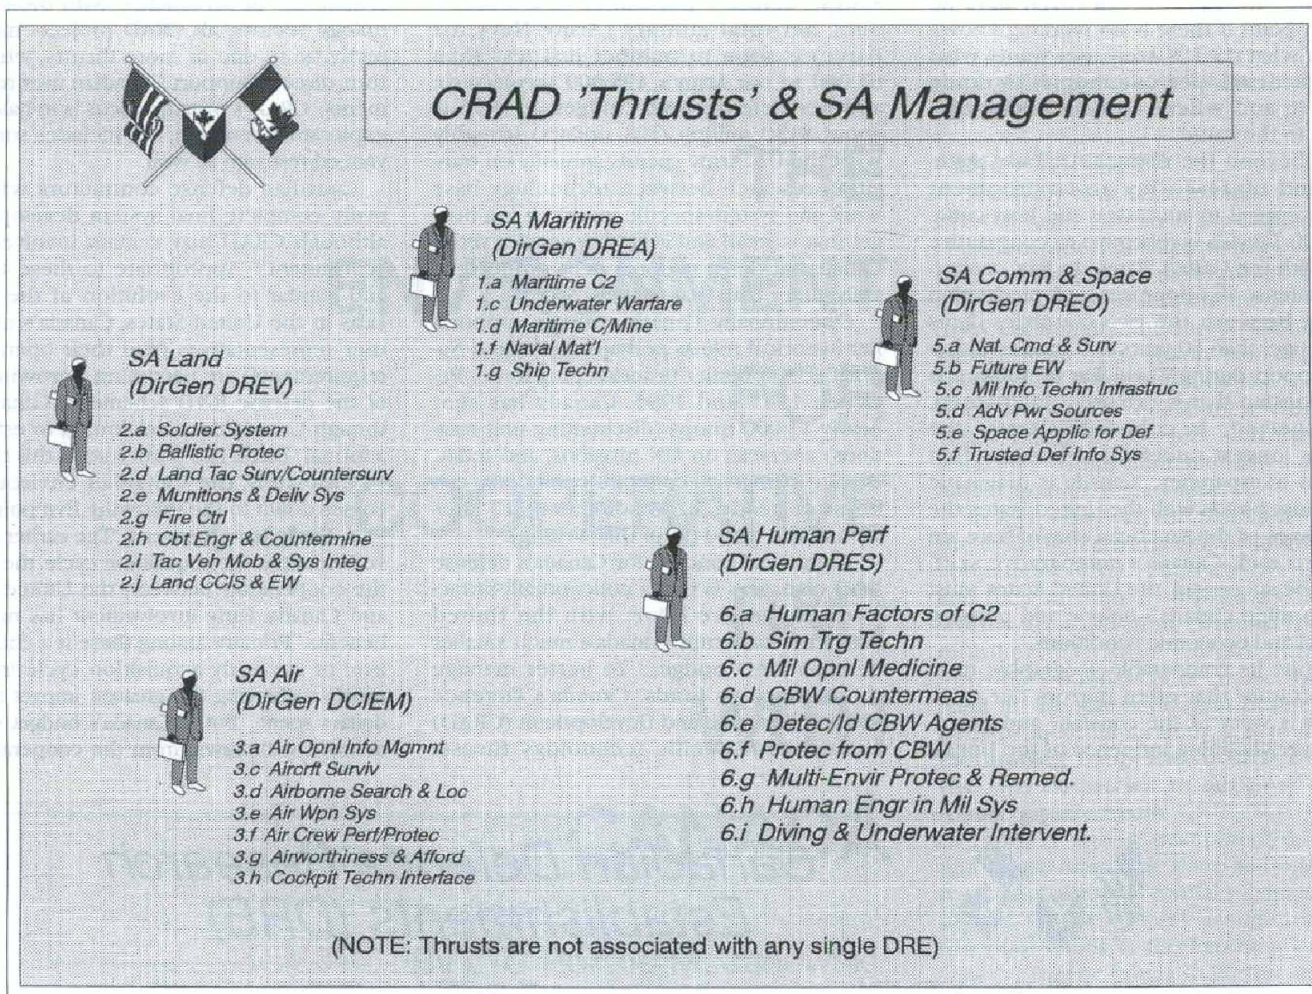 CRAD 'Thrusts' & SA Management
SA Maritime
(DirGen DREA)
1.a Maritime C2
1.c Underwater Warfare
1.d Maritime C/Mine
1.f Naval Mat'l
1.g Ship Techn
SA Comm & Space
(DirGen DREO)
5.a Nat. Cmd & Surv
5.b Future EW
5.c Mil Info Techn Infrastruc
5.d Adv Pwr Sources
5.e Space Applic for Def
5.f Trusted Def Info Sys
SA Land
(DirGen DREV)
2.a Soldier System
2.b Ballistic Protec
2.d Land Tac Surv/Countersurv
2.e Munitions & Deliv Sys
2.g Fire Ctrl
2.h Cbt Engr & Countermine
2.i Tac Veh Mob & Sys Integ
2.j Land CCIS & EW
SA Human Perf
(DirGen DRES)
6.a Human Factors of C2
6.b Sim Trg Techn
6.c Mil Opnl Medicine
6.d CBW Countermeas
6.e Detec/Id CBW Agents
6.f Protec from CBW
6.g Multi-Envir Protec & Remed.
6.h Human Engr in Mil Sys
6.i Diving & Underwater Intervent.
SA Air
(DirGen DCIEM)
3.a Air Opnl Info Mgmnt
3.c Aircrft Surviv
3.d Airborne Search & Loc
3.e Air Wpn Sys
3.f Air Crew Perf/Protec
3.g Airworthiness & Afford
3.h Cockpit Techn Interface
(NOTE: Thrusts are not associated with any single DRE)